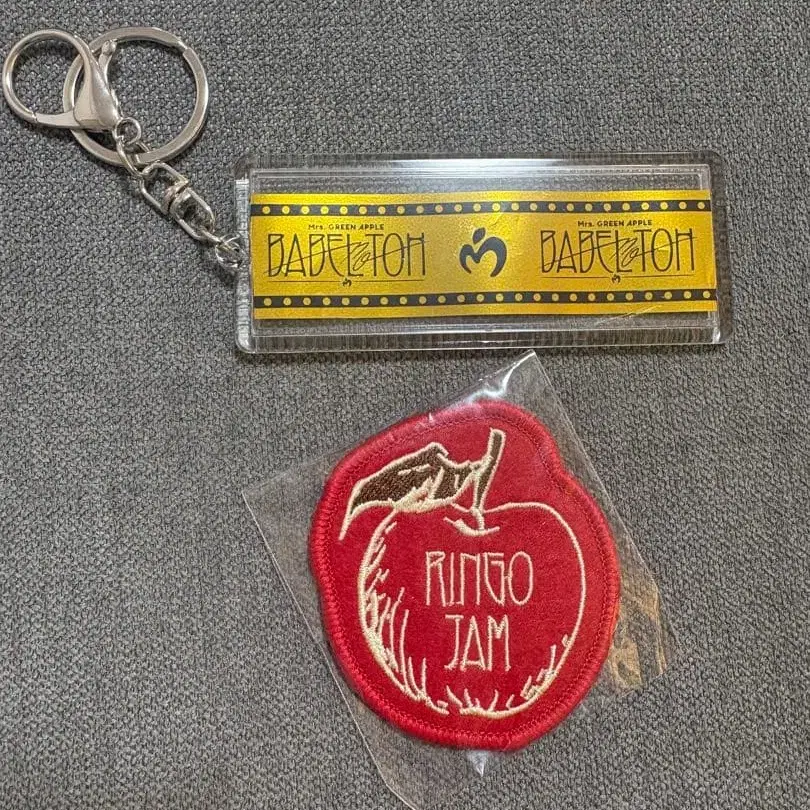 Mrs. GREEN APPLE
BABEL no TOH
Mrs. GREEN APPLE
BABEL no TOH
RINGO
JAM